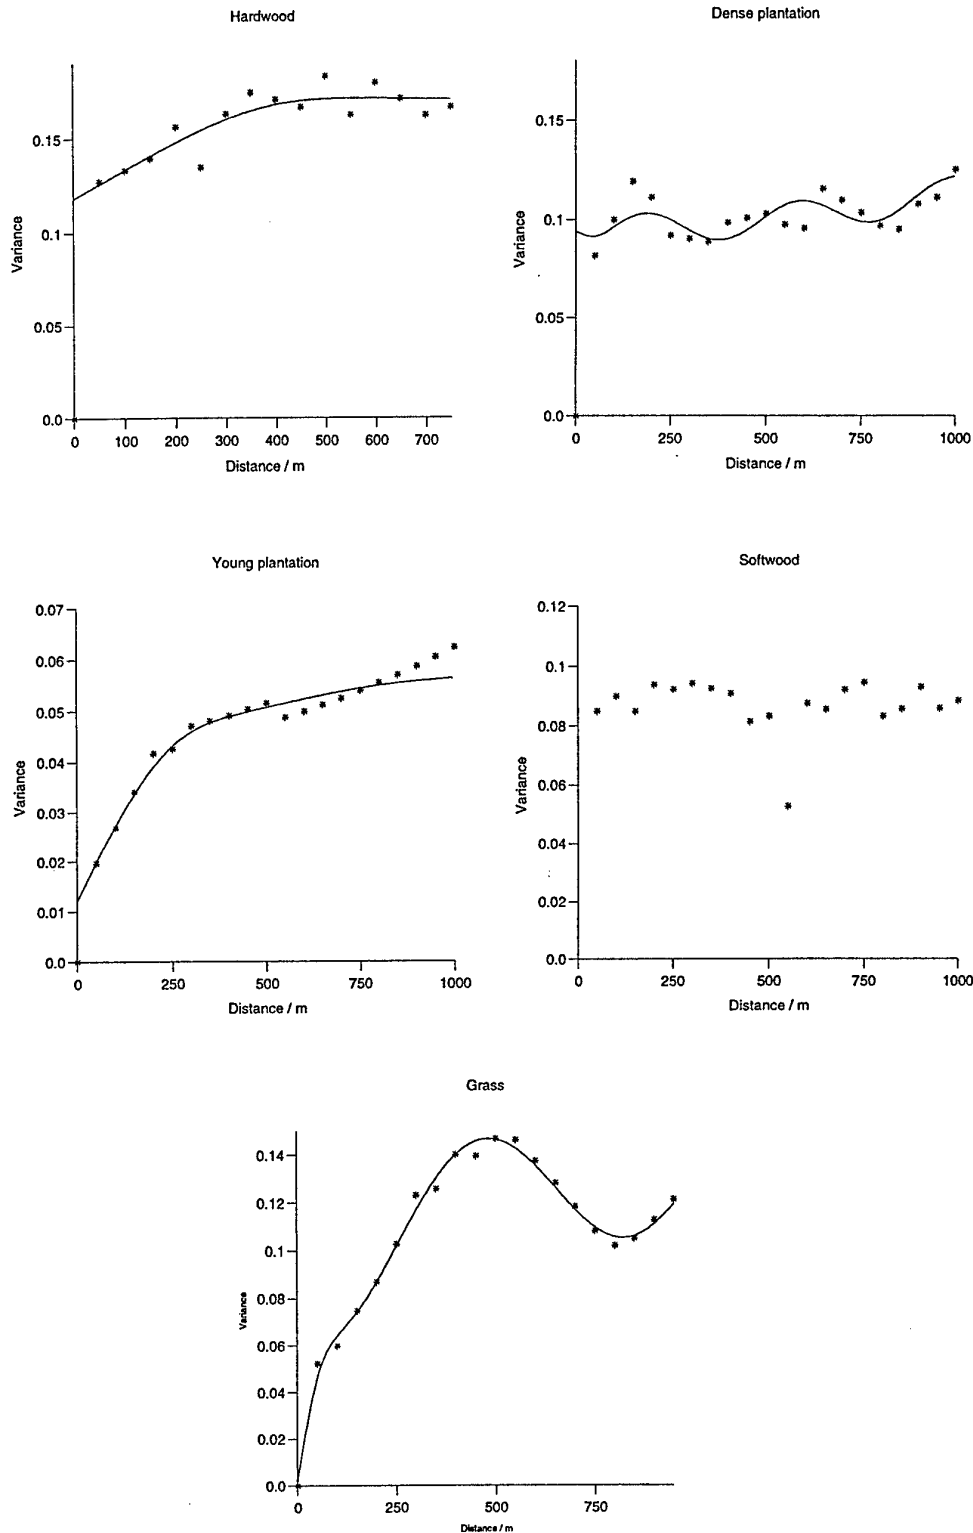 Hardwood
0.15
0.1
0.05
0.0
Variance
0 100 200 300 400 500 600 700
Distance / m
Dense plantation
0.15
0.1
0.05
0.0
Variance
0 250 500 750 1000
Distance / m
Young plantation
0.07
0.06
0.05
0.04
0.03
0.02
0.01
0.0
Variance
0 250 500 750 1000
Distance / m
Softwood
0.12
0.1
0.08
0.06
0.04
0.02
0.0
Variance
0 250 500 750 1000
Distance / m
Grass
0.14
0.12
0.1
0.08
0.06
0.04
0.02
0.0
Variance
0 250 500 750
Distance / m